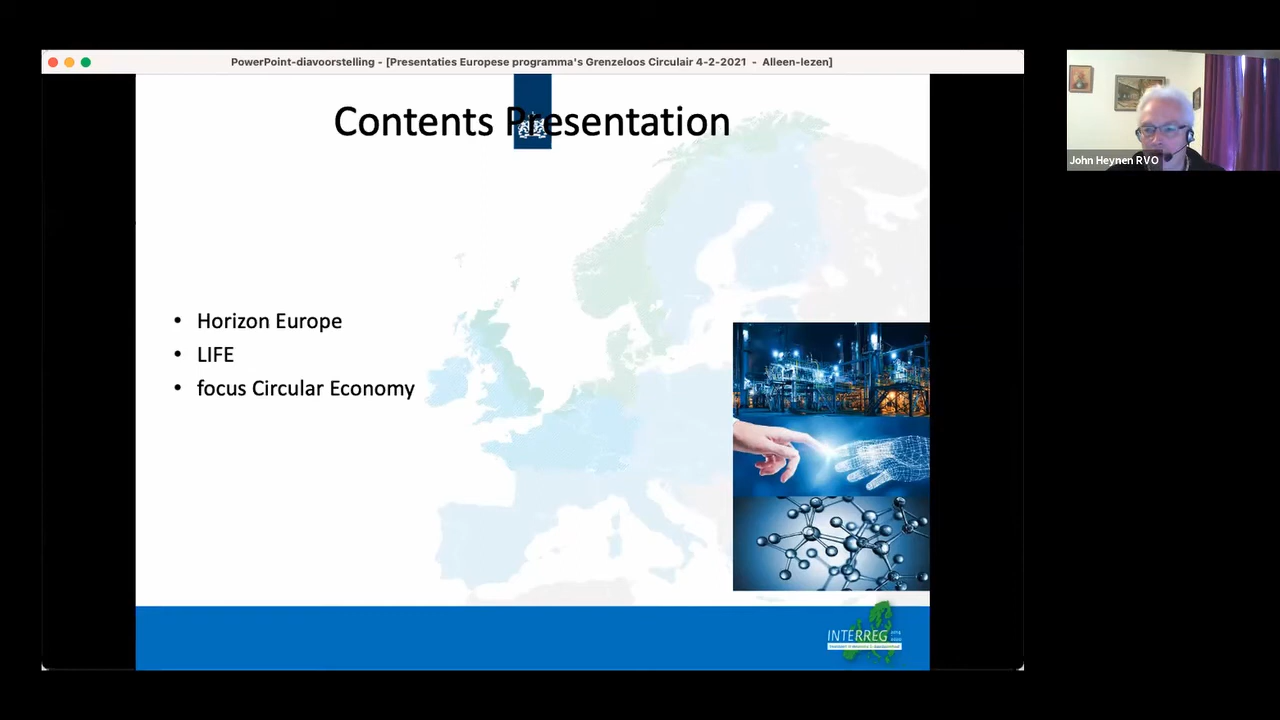 PowerPoint-diavoorstelling - [Presentaties Europese programma's Grenzeloos Circulair 4-2-2021 - Alleen-lezen]
Contents Presentation
John Heynen RVO
• Horizon Europe
• LIFE
• focus Circular Economy
INTERREG